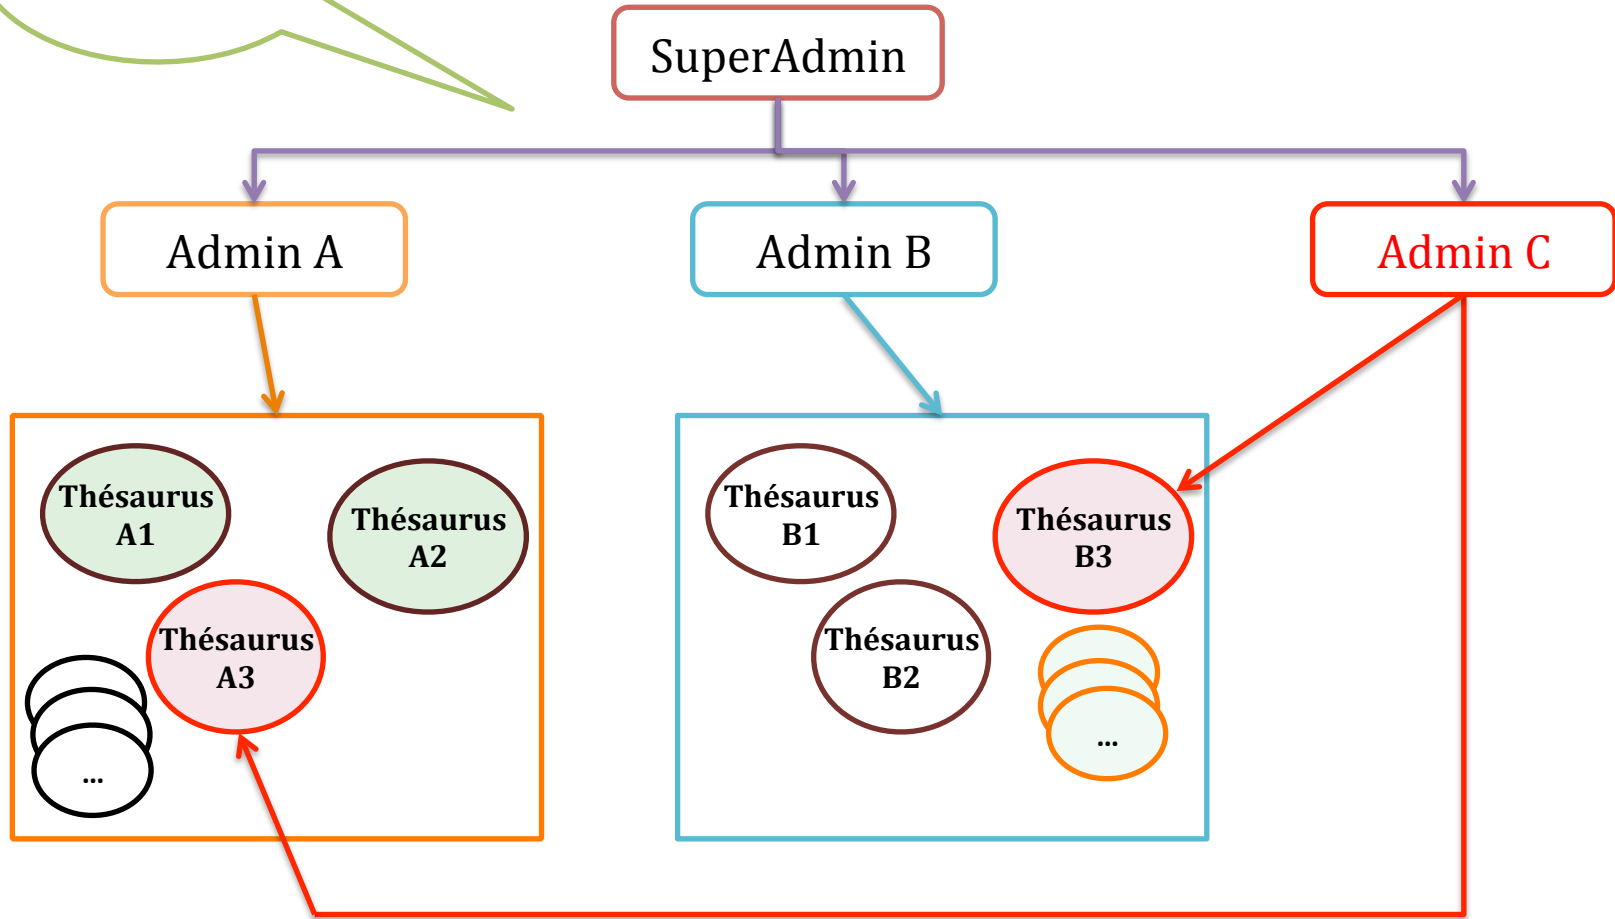 SuperAdmin
Admin A
Admin B
Admin C
Thésaurus
A1
Thésaurus
A2
Thésaurus
A3
...
Thésaurus
B1
Thésaurus
B3
Thésaurus
B2
...